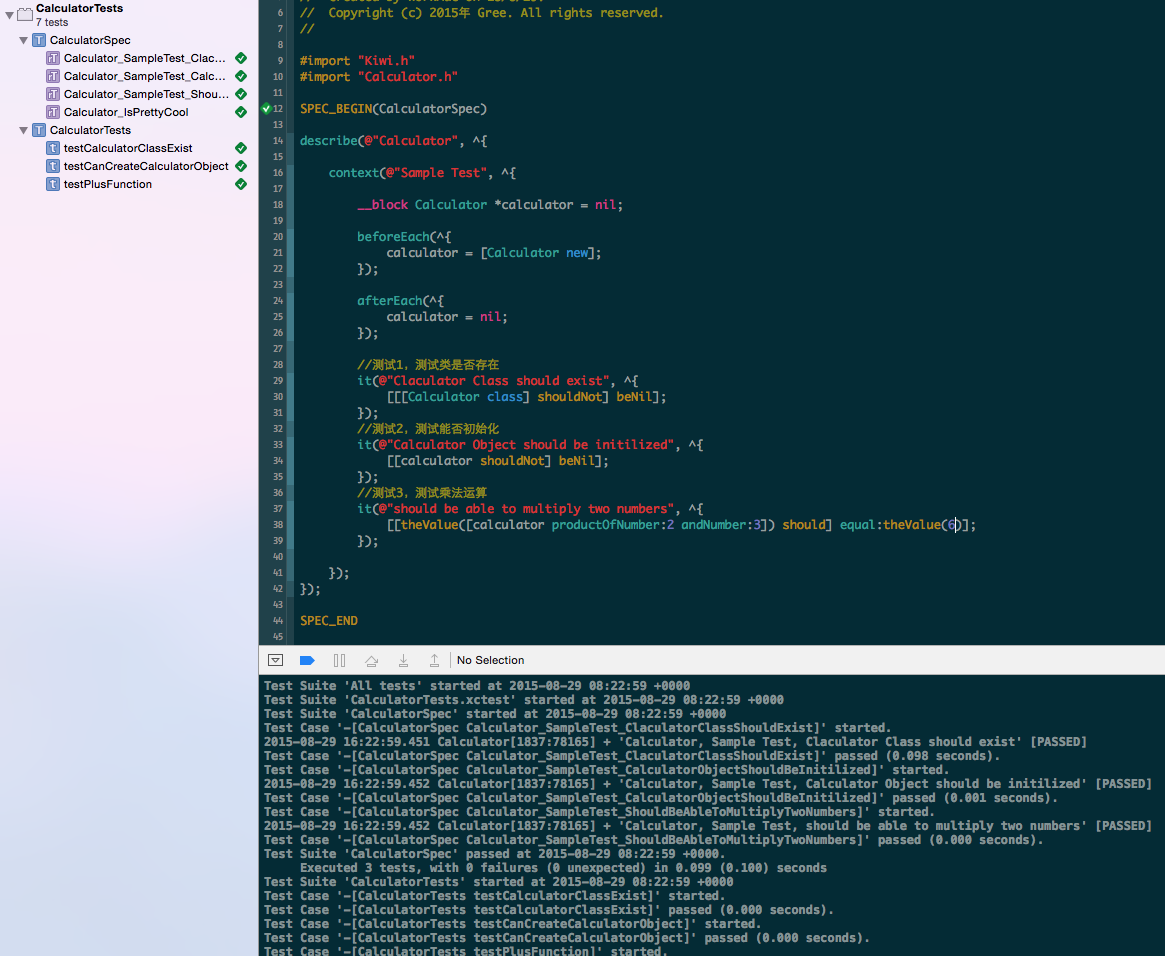 CalculatorTests
7 tests
CalculatorSpec
Calculator_SampleTest_Clac...
Calculator_SampleTest_Calc...
Calculator_SampleTest_Shou...
Calculator_IsPrettyCool
CalculatorTests
testCalculatorClassExist
testCanCreateCalculatorObject
testPlusFunction
6 //  Copyright (c) 2015年 Gree. All rights reserved.
7 //
8
9 #import "Kiwi.h"
10 #import "Calculator.h"
11
12 SPEC_BEGIN(CalculatorSpec)
13
14 describe(@"Calculator", ^{
15
16     context(@"Sample Test", ^{
17
18         __block Calculator *calculator = nil;
19
20         beforeEach(^{
21             calculator = [Calculator new];
22         });
23
24         afterEach(^{
25             calculator = nil;
26         });
27
28         //测试1, 测试类是否存在
29         it(@"Claculator Class should exist", ^{
30             [[[Calculator class] shouldNot] beNil];
31         });
32         //测试2, 测试能否初始化
33         it(@"Calculator Object should be initilized", ^{
34             [[calculator shouldNot] beNil];
35         });
36         //测试3, 测试乘法运算
37         it(@"should be able to multiply two numbers", ^{
38             [[theValue([calculator productOfNumber:2 andNumber:3]) should] equal:theValue(6)];
39         });
40
41     });
42 });
43
44 SPEC_END
45
No Selection
Test Suite 'All tests' started at 2015-08-29 08:22:59 +0000
Test Suite 'CalculatorTests.xctest' started at 2015-08-29 08:22:59 +0000
Test Suite 'CalculatorSpec' started at 2015-08-29 08:22:59 +0000
Test Case '-[CalculatorSpec Calculator_SampleTest_ClaculatorClassShouldExist]' started.
2015-08-29 16:22:59.451 Calculator[1837:78165] + 'Calculator, Sample Test, Claculator Class should exist' [PASSED]
Test Case '-[CalculatorSpec Calculator_SampleTest_ClaculatorClassShouldExist]' passed (0.098 seconds).
Test Case '-[CalculatorSpec Calculator_SampleTest_CalculatorObjectShouldBeInitilized]' started.
2015-08-29 16:22:59.452 Calculator[1837:78165] + 'Calculator, Sample Test, Calculator Object should be initilized' [PASSED]
Test Case '-[CalculatorSpec Calculator_SampleTest_CalculatorObjectShouldBeInitilized]' passed (0.001 seconds).
Test Case '-[CalculatorSpec Calculator_SampleTest_ShouldBeAbleToMultiplyTwoNumbers]' started.
2015-08-29 16:22:59.452 Calculator[1837:78165] + 'Calculator, Sample Test, should be able to multiply two numbers' [PASSED]
Test Case '-[CalculatorSpec Calculator_SampleTest_ShouldBeAbleToMultiplyTwoNumbers]' passed (0.000 seconds).
Test Suite 'CalculatorSpec' passed at 2015-08-29 08:22:59 +0000.
     Executed 3 tests, with 0 failures (0 unexpected) in 0.099 (0.100) seconds
Test Suite 'CalculatorTests' started at 2015-08-29 08:22:59 +0000
Test Case '-[CalculatorTests testCalculatorClassExist]' started.
Test Case '-[CalculatorTests testCalculatorClassExist]' passed (0.000 seconds).
Test Case '-[CalculatorTests testCanCreateCalculatorObject]' started.
Test Case '-[CalculatorTests testCanCreateCalculatorObject]' passed (0.000 seconds).
Test Case '-[CalculatorTests testPlusFunction]' started.